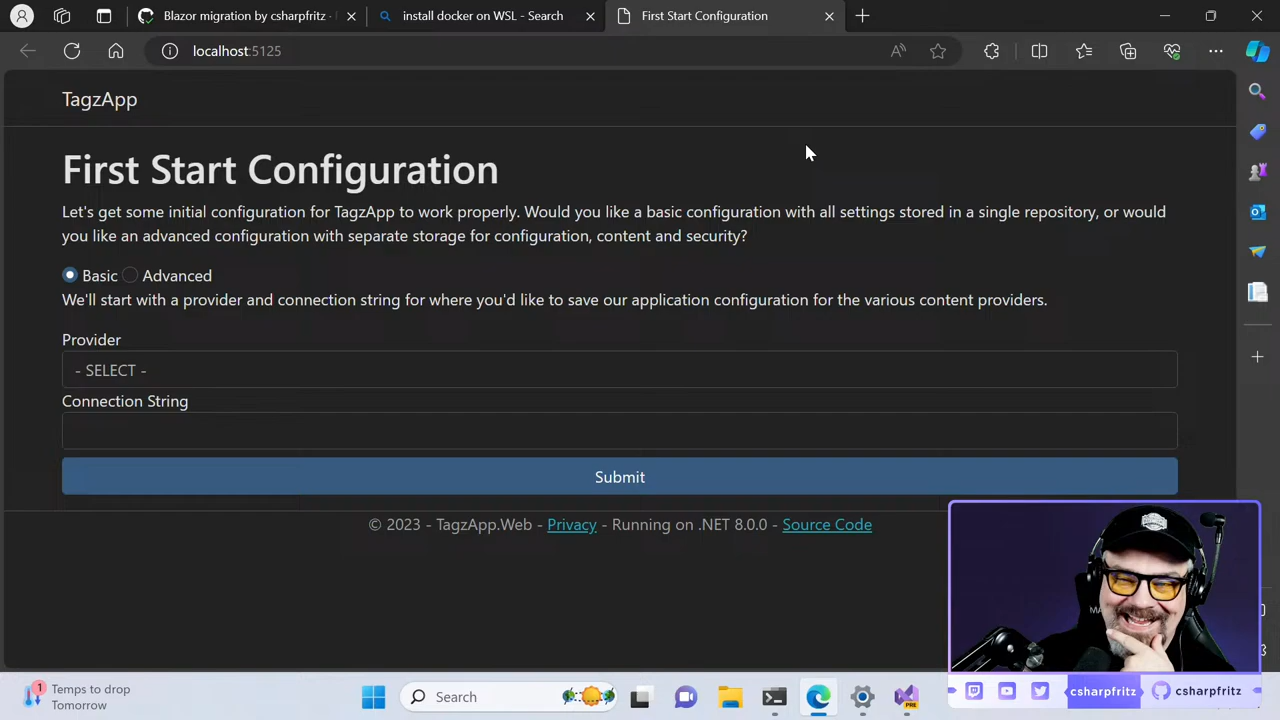 Blazor migration by csharpfritz ·
install docker on WSL - Search
First Start Configuration
localhost:5125
TagzApp
First Start Configuration
Let's get some initial configuration for TagzApp to work properly. Would you like a basic configuration with all settings stored in a single repository, or would
you like an advanced configuration with separate storage for configuration, content and security?
Basic Advanced
We'll start with a provider and connection string for where you'd like to save our application configuration for the various content providers.
Provider
- SELECT -
Connection String
Submit
© 2023 - TagzApp.Web - Privacy - Running on .NET 8.0.0 - Source Code
csharpfritz
csharpfritz
1
Temps to drop
Tomorrow
Search
PRE